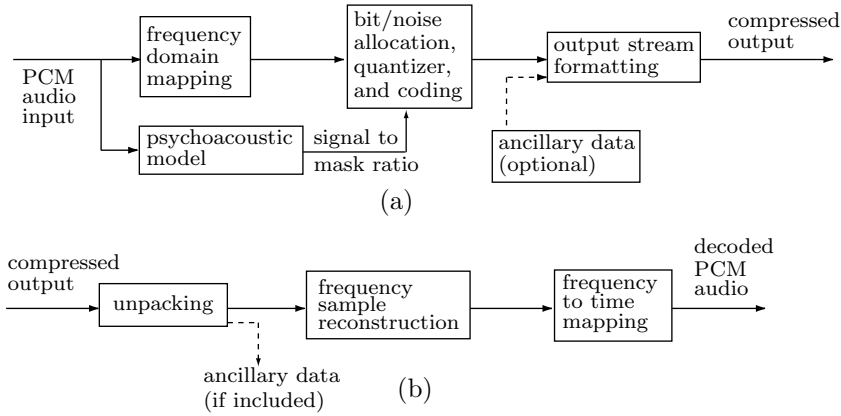 PCM
audio
input
frequency
domain
mapping
psychoacoustic
model
signal to
mask ratio
bit/noise
allocation,
quantizer,
and coding
output stream
formatting
ancillary data
(optional)
compressed
output
(a)
compressed
output
unpacking
ancillary data
(if included)
frequency
sample
reconstruction
frequency
to time
mapping
decoded
PCM
audio
(b)